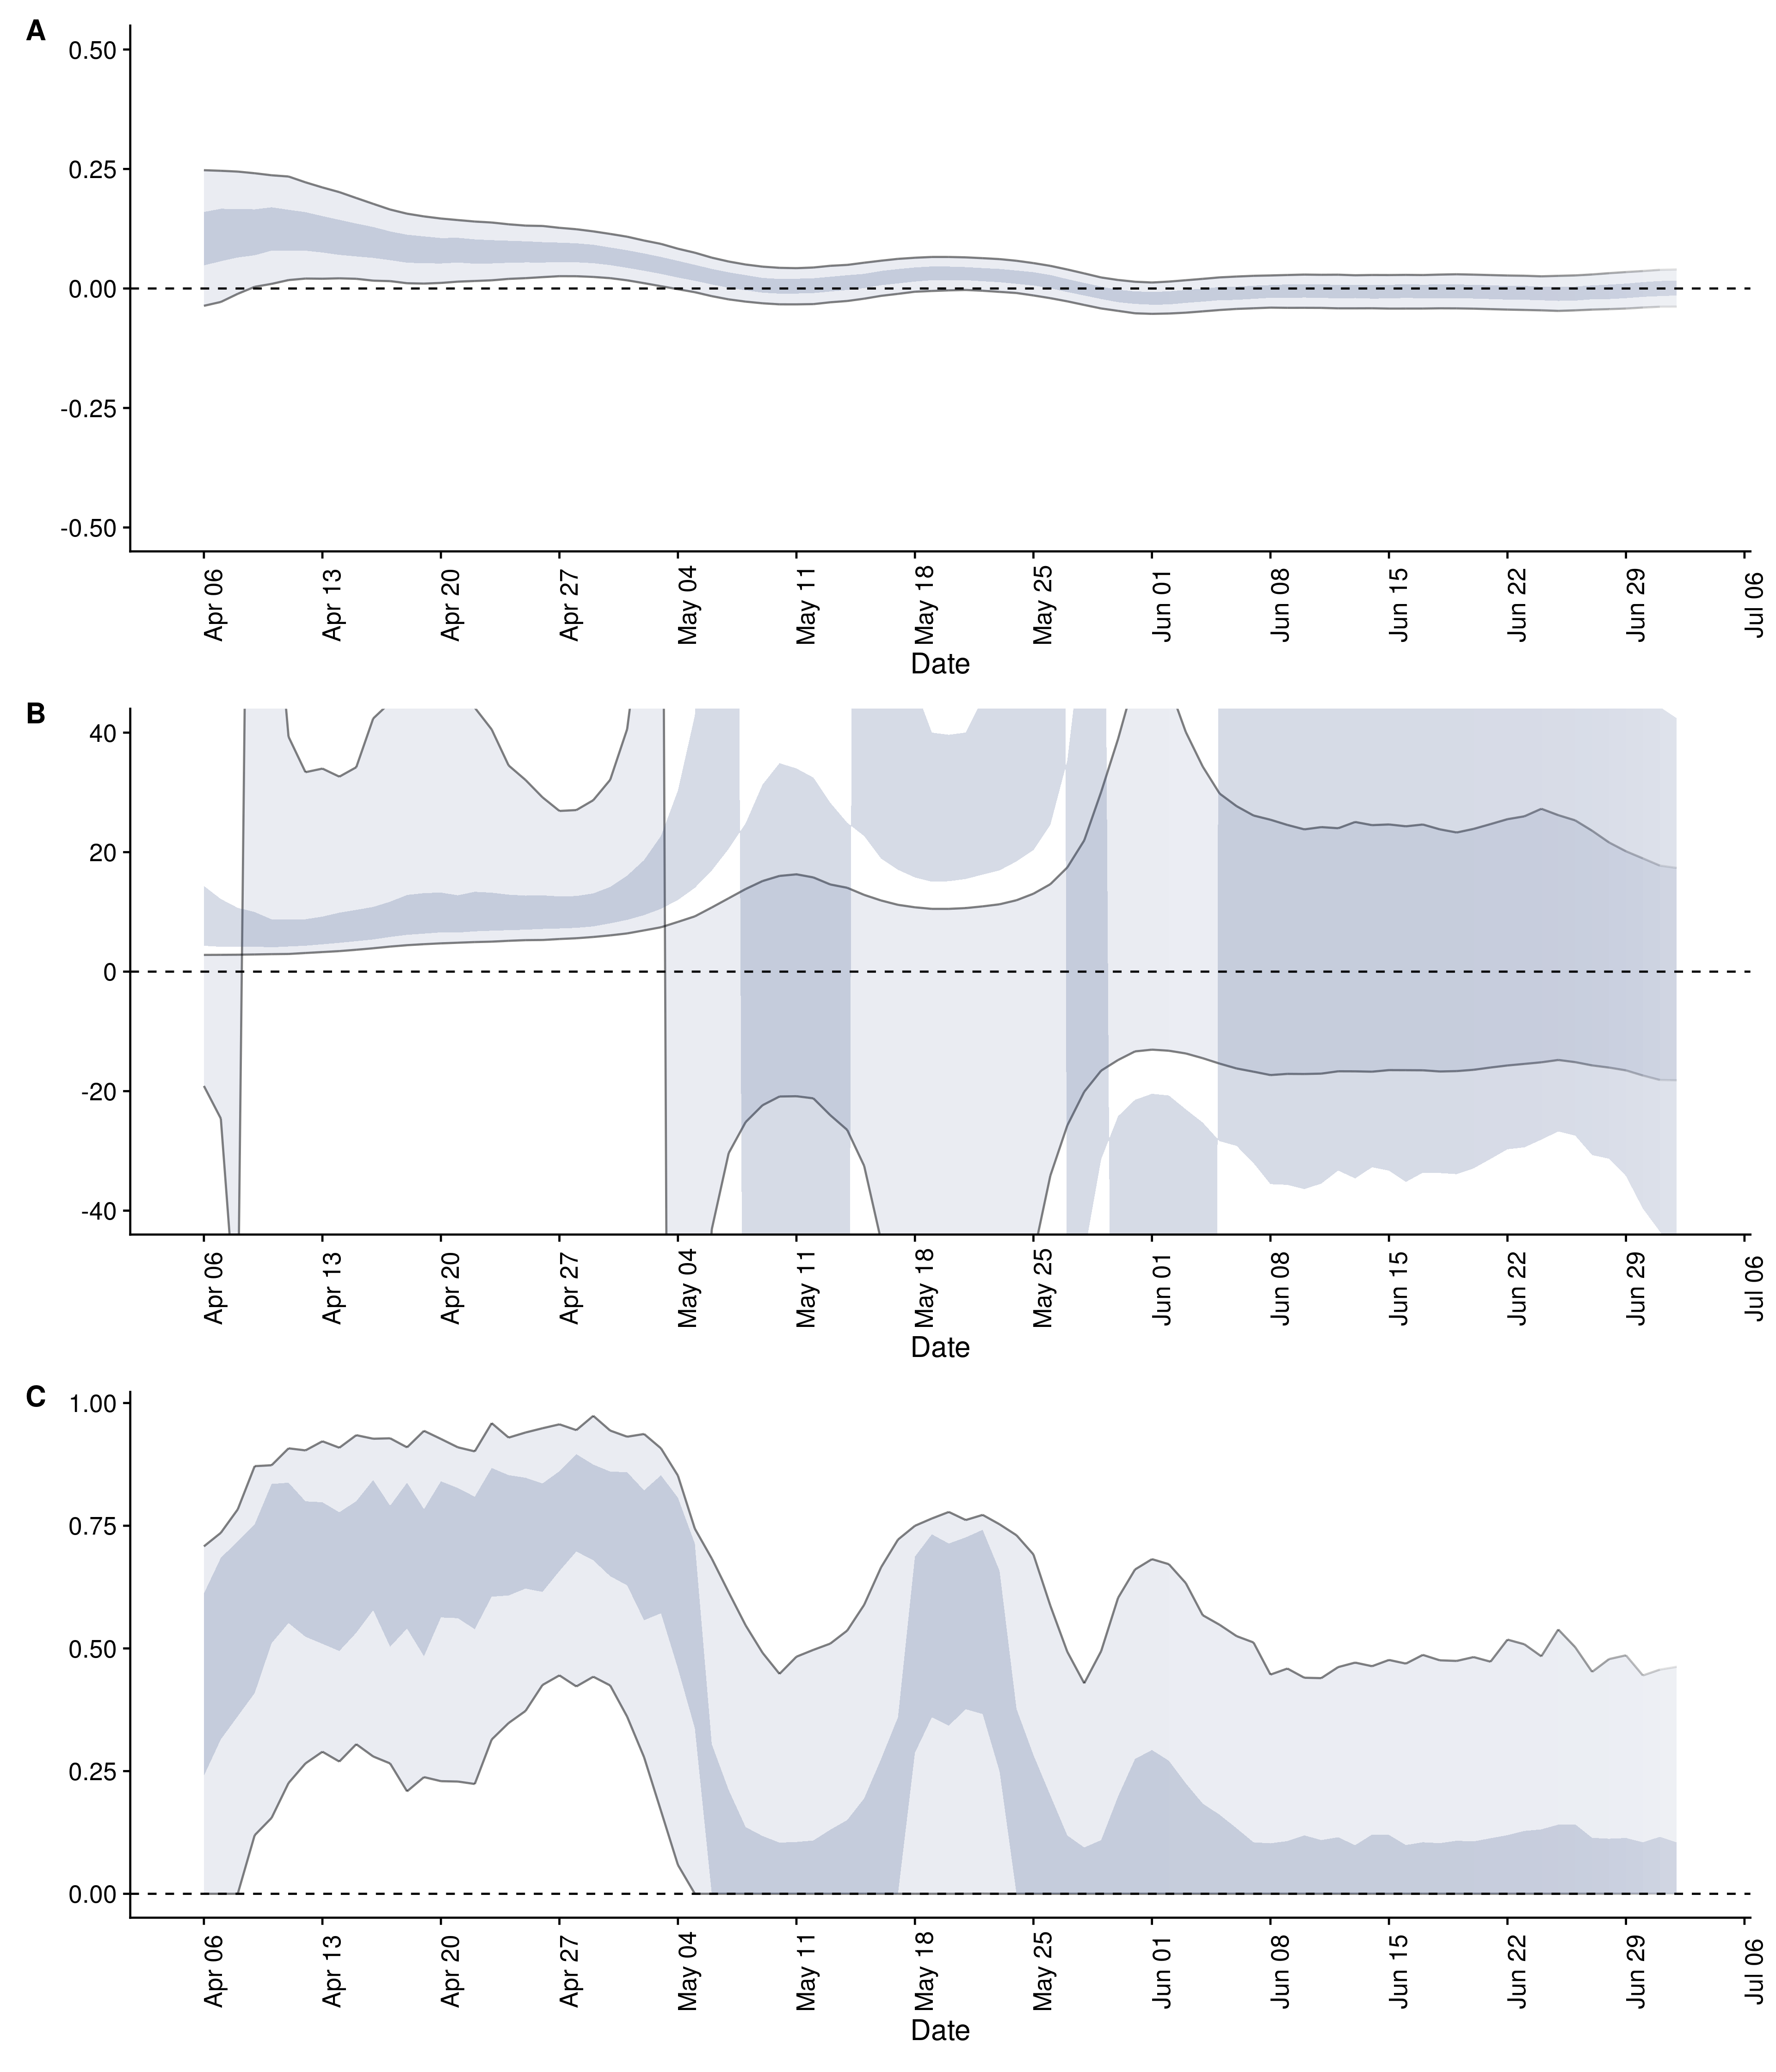 A
0.50
0.25
0.00
-0.25
-0.50
Apr 06
Apr 13
Apr 20
Apr 27
May 04
May 11
May 18
May 25
Jun 01
Jun 08
Jun 15
Jun 22
Jun 29
Jul 06
Date
B
40
20
0
-20
-40
Apr 06
Apr 13
Apr 20
Apr 27
May 04
May 11
May 18
May 25
Jun 01
Jun 08
Jun 15
Jun 22
Jun 29
Jul 06
Date
C
1.00
0.75
0.50
0.25
0.00
Apr 06
Apr 13
Apr 20
Apr 27
May 04
May 11
May 18
May 25
Jun 01
Jun 08
Jun 15
Jun 22
Jun 29
Jul 06
Date